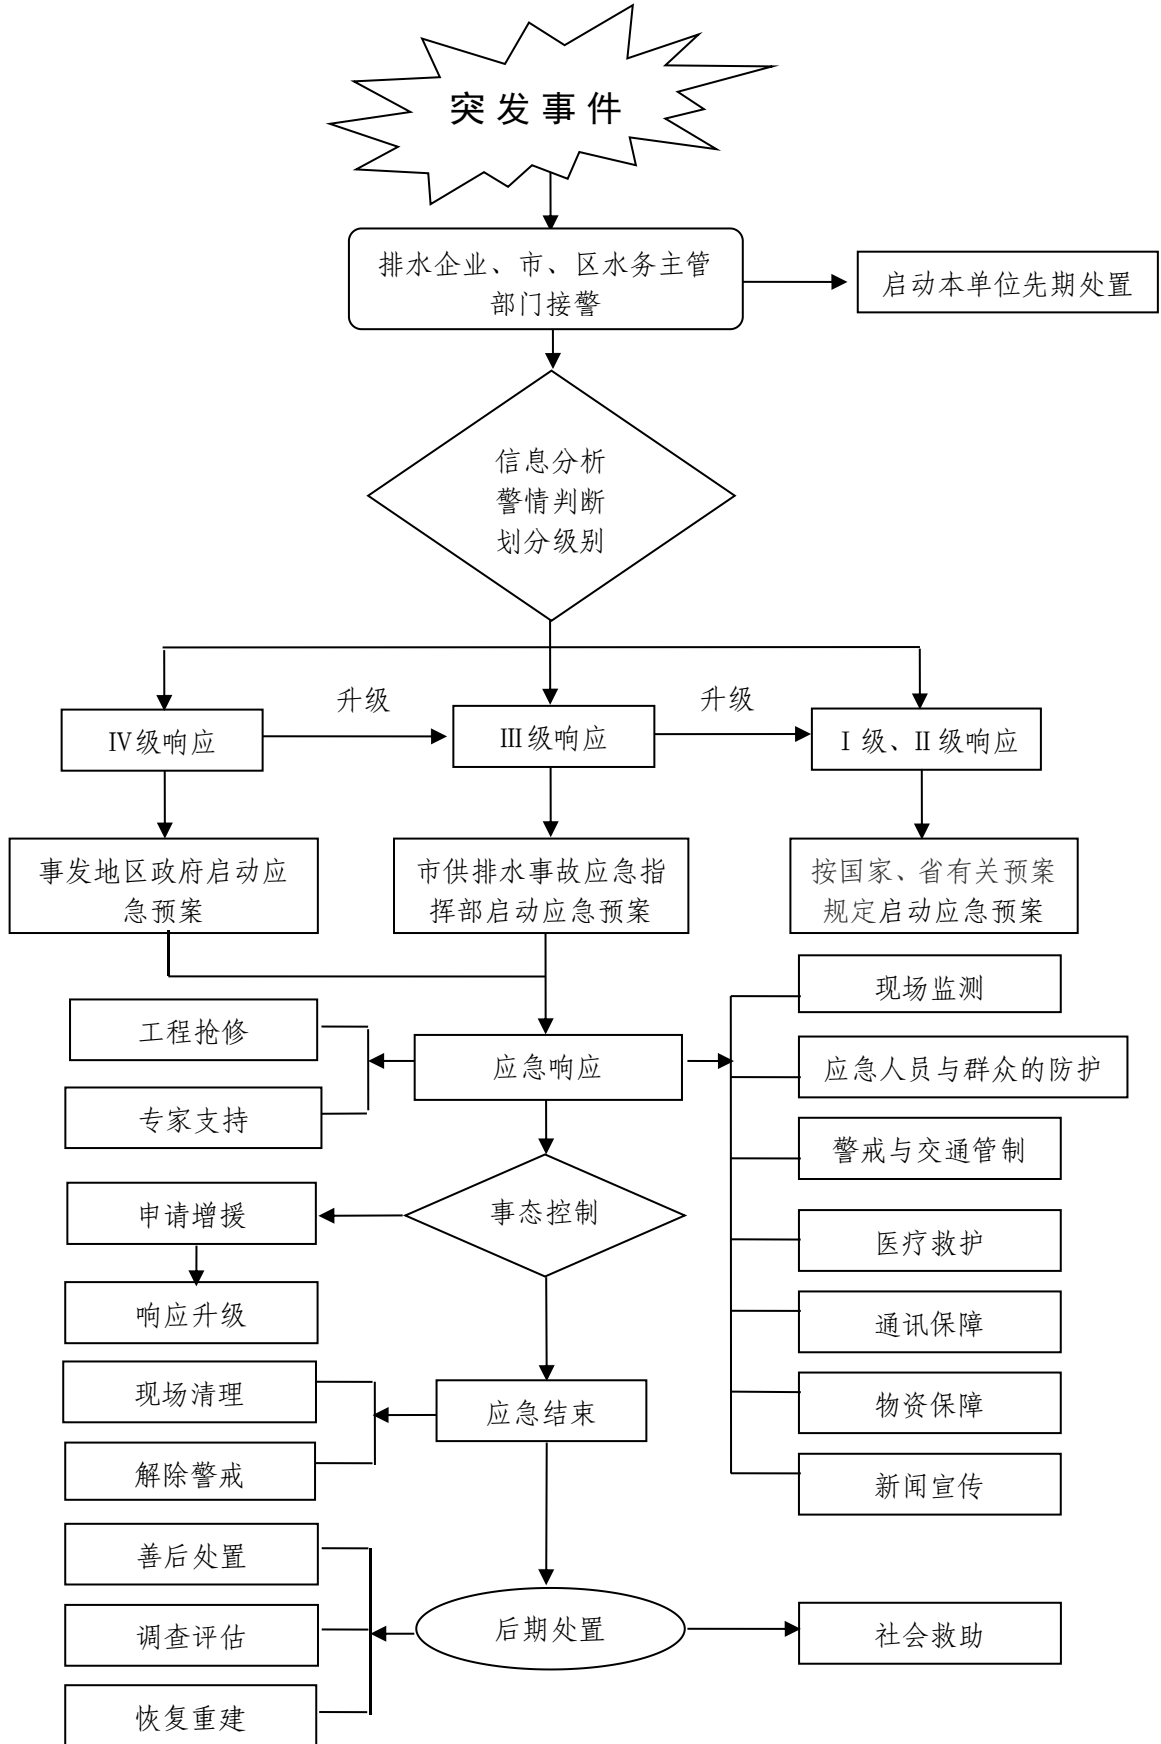 突发事件
排水企业、市、区水务主管
部门接警
启动本单位先期处置
信息分析
警情判断
划分级别
升级
升级
Ⅳ级响应
Ⅲ级响应
Ⅰ级、Ⅱ级响应
事发地区政府启动应
急预案
市供排水事故应急指
挥部启动应急预案
按国家、省有关预案
规定启动应急预案
现场监测
工程抢修
应急响应
应急人员与群众的防护
专家支持
警戒与交通管制
申请增援
事态控制
医疗救护
响应升级
通讯保障
现场清理
应急结束
物资保障
解除警戒
新闻宣传
善后处置
调查评估
后期处置
社会救助
恢复重建